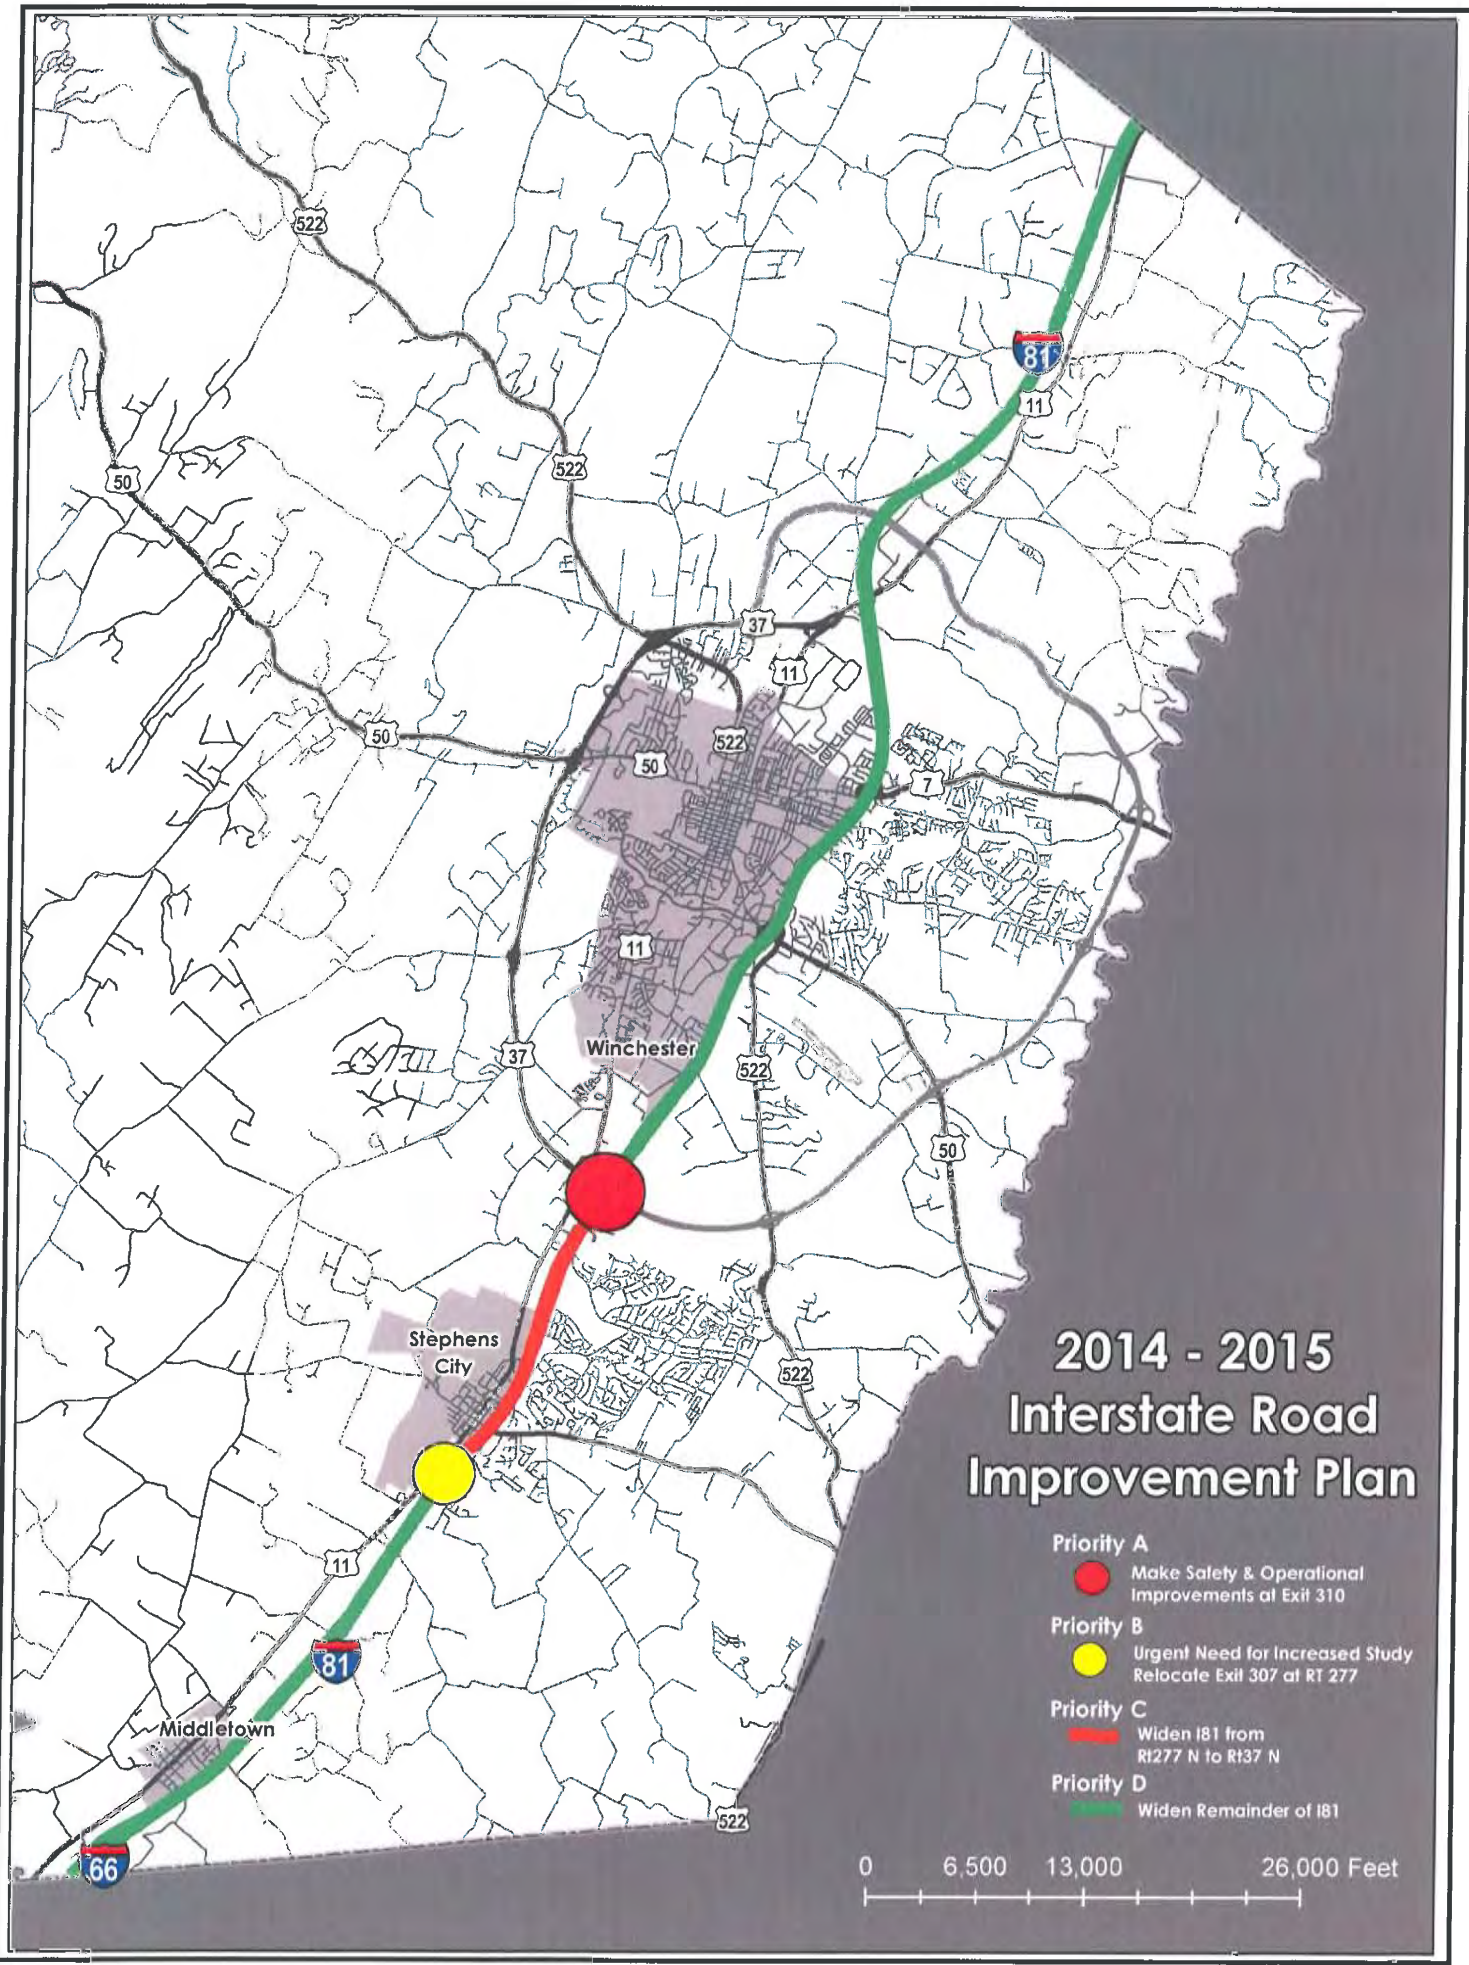 522
81
11
50
522
37
11
522
50
50
7
11
Winchester
37
522
50
Stephens
City
522
11
81
Middletown
66
522
2014 - 2015
Interstate Road
Improvement Plan
Priority A
Make Safety & Operational
Improvements at Exit 310
Priority B
Urgent Need for Increased Study
Relocate Exit 307 at RT 277
Priority C
Widen I81 from
Rt277 N to Rt37 N
Priority D
Widen Remainder of I81
0 6,500 13,000 26,000 Feet